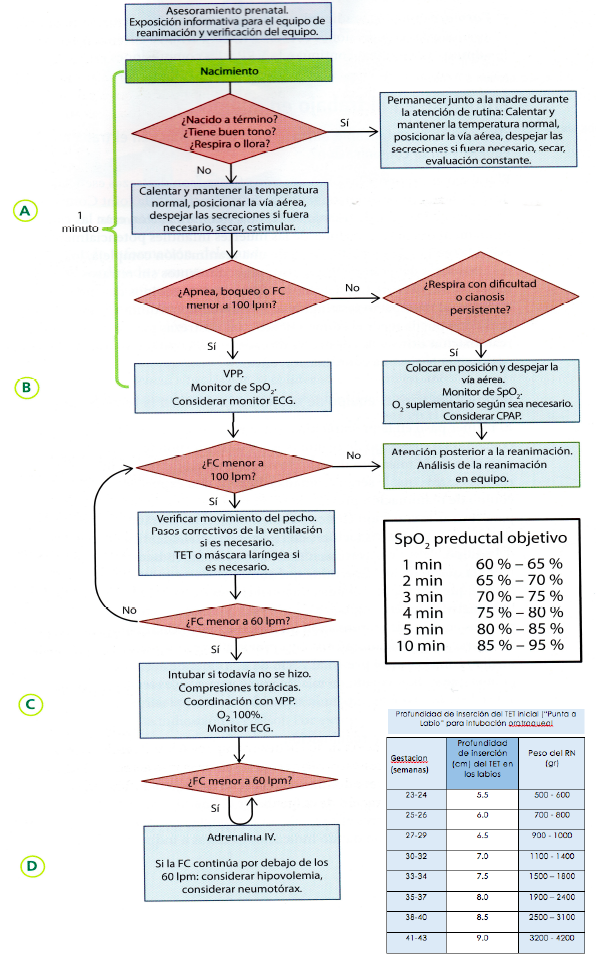 Asesoramiento prenatal.
Exposición informativa para el equipo de
reanimación y verificación del equipo.
Nacimiento
¿Nacido a término?
¿Tiene buen tono?
¿Respira o llora?
Sí
Permanecer junto a la madre durante
la atención de rutina: Calentar y
mantener la temperatura normal,
posicionar la vía aérea, despejar las
secreciones si fuera necesario, secar,
evaluación constante.
No
A
1
minuto
Calentar y mantener la temperatura
normal, posicionar la vía aérea,
despejar las secreciones si fuera
necesario, secar, estimular.
¿Apnea, boqueo o FC
menor a 100 lpm?
No
¿Respira con dificultad
o cianosis
persistente?
Sí
Sí
B
VPP.
Monitor de SpO2.
Considerar monitor ECG.
Colocar en posición y despejar la
vía aérea.
Monitor de SpO2.
O2 suplementario según sea necesario.
Considerar CPAP.
¿FC menor a
100 lpm?
No
Atención posterior a la reanimación.
Análisis de la reanimación
en equipo.
Sí
Verificar movimiento del pecho.
Pasos correctivos de la ventilación
si es necesario.
TET o máscara laríngea si
es necesario.
No
¿FC menor a 60 lpm?
Sí
SpO2 preductal objetivo
1 min 60 % – 65 %
2 min 65 % – 70 %
3 min 70 % – 75 %
4 min 75 % – 80 %
5 min 80 % – 85 %
10 min 85 % – 95 %
C
Intubar si todavía no se hizo.
Compresiones torácicas.
Coordinación con VPP.
O2 100%.
Monitor ECG.
¿FC menor a 60 lpm?
Sí
D
Adrenalina IV.
Si la FC continúa por debajo de los
60 lpm: considerar hipovolemia,
considerar neumotórax.
Profundidad de inserción del TET inicial ("Punta a
Labio" para intubación orotraqueal
Gestacion
(semanas)
Profundidad
de inserción
(cm) del TET en
los labios
Peso del RN
(gr)
23-24 5.5 500 - 600
25-26 6.0 700 - 800
27-29 6.5 900 - 1000
30-32 7.0 1100 - 1400
33-34 7.5 1500 - 1800
35-37 8.0 1900 – 2400
38-40 8.5 2500 – 3100
41-43 9.0 3200 - 4200